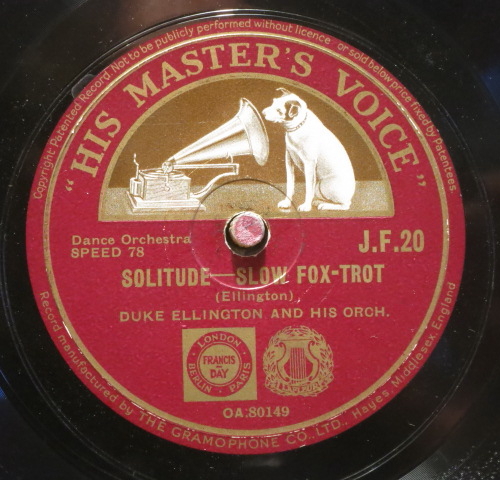 Copyright Patented Record. Not to be publicly performed without licence or sold below price fixed by Patentees.
"HIS MASTER'S VOICE"
Dance Orchestra
SPEED 78
J.F.20
SOLITUDE—SLOW FOX-TROT
(Ellington)
DUKE ELLINGTON AND HIS ORCH.
LONDON
FRANCIS DAY
BERLIN PARIS
OA.80149
Record manufactured by THE GRAMOPHONE CO., LTD., Hayes, Middlesex, England